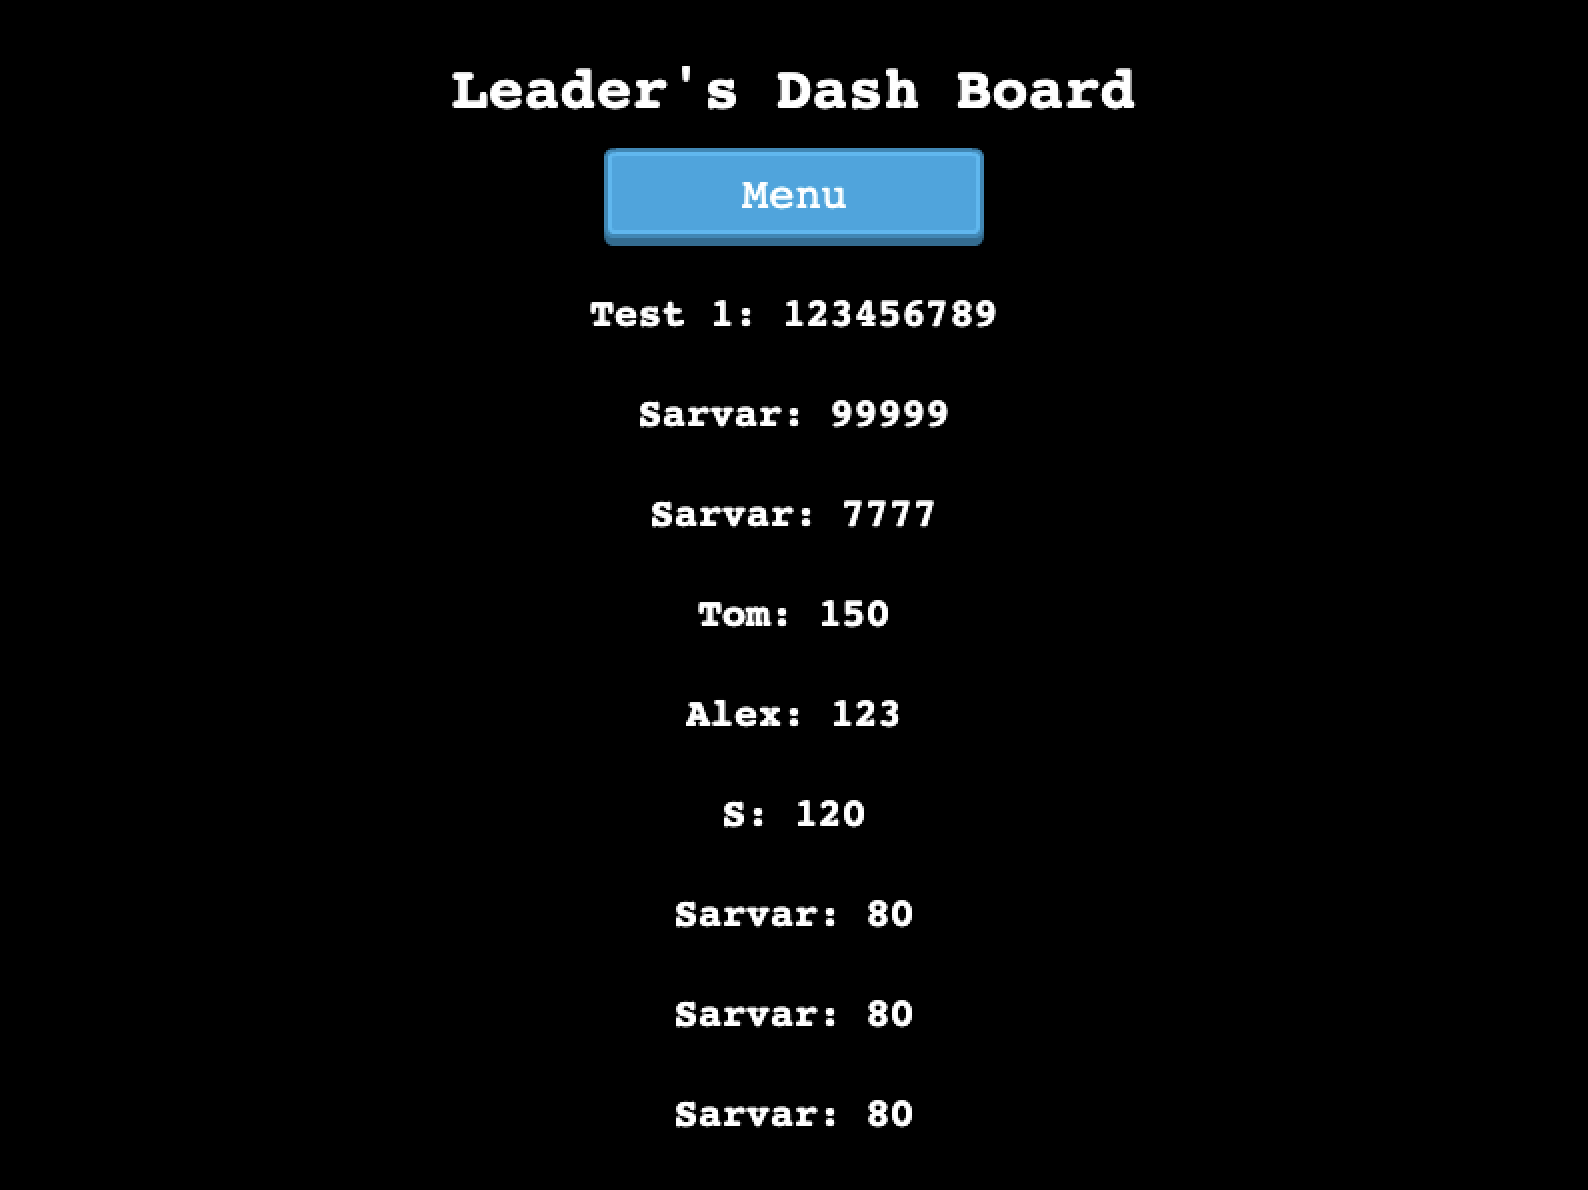 Leader's Dash Board
Menu
Test 1: 123456789
Sarvar: 99999
Sarvar: 7777
Tom: 150
Alex: 123
S: 120
Sarvar: 80
Sarvar: 80
Sarvar: 80